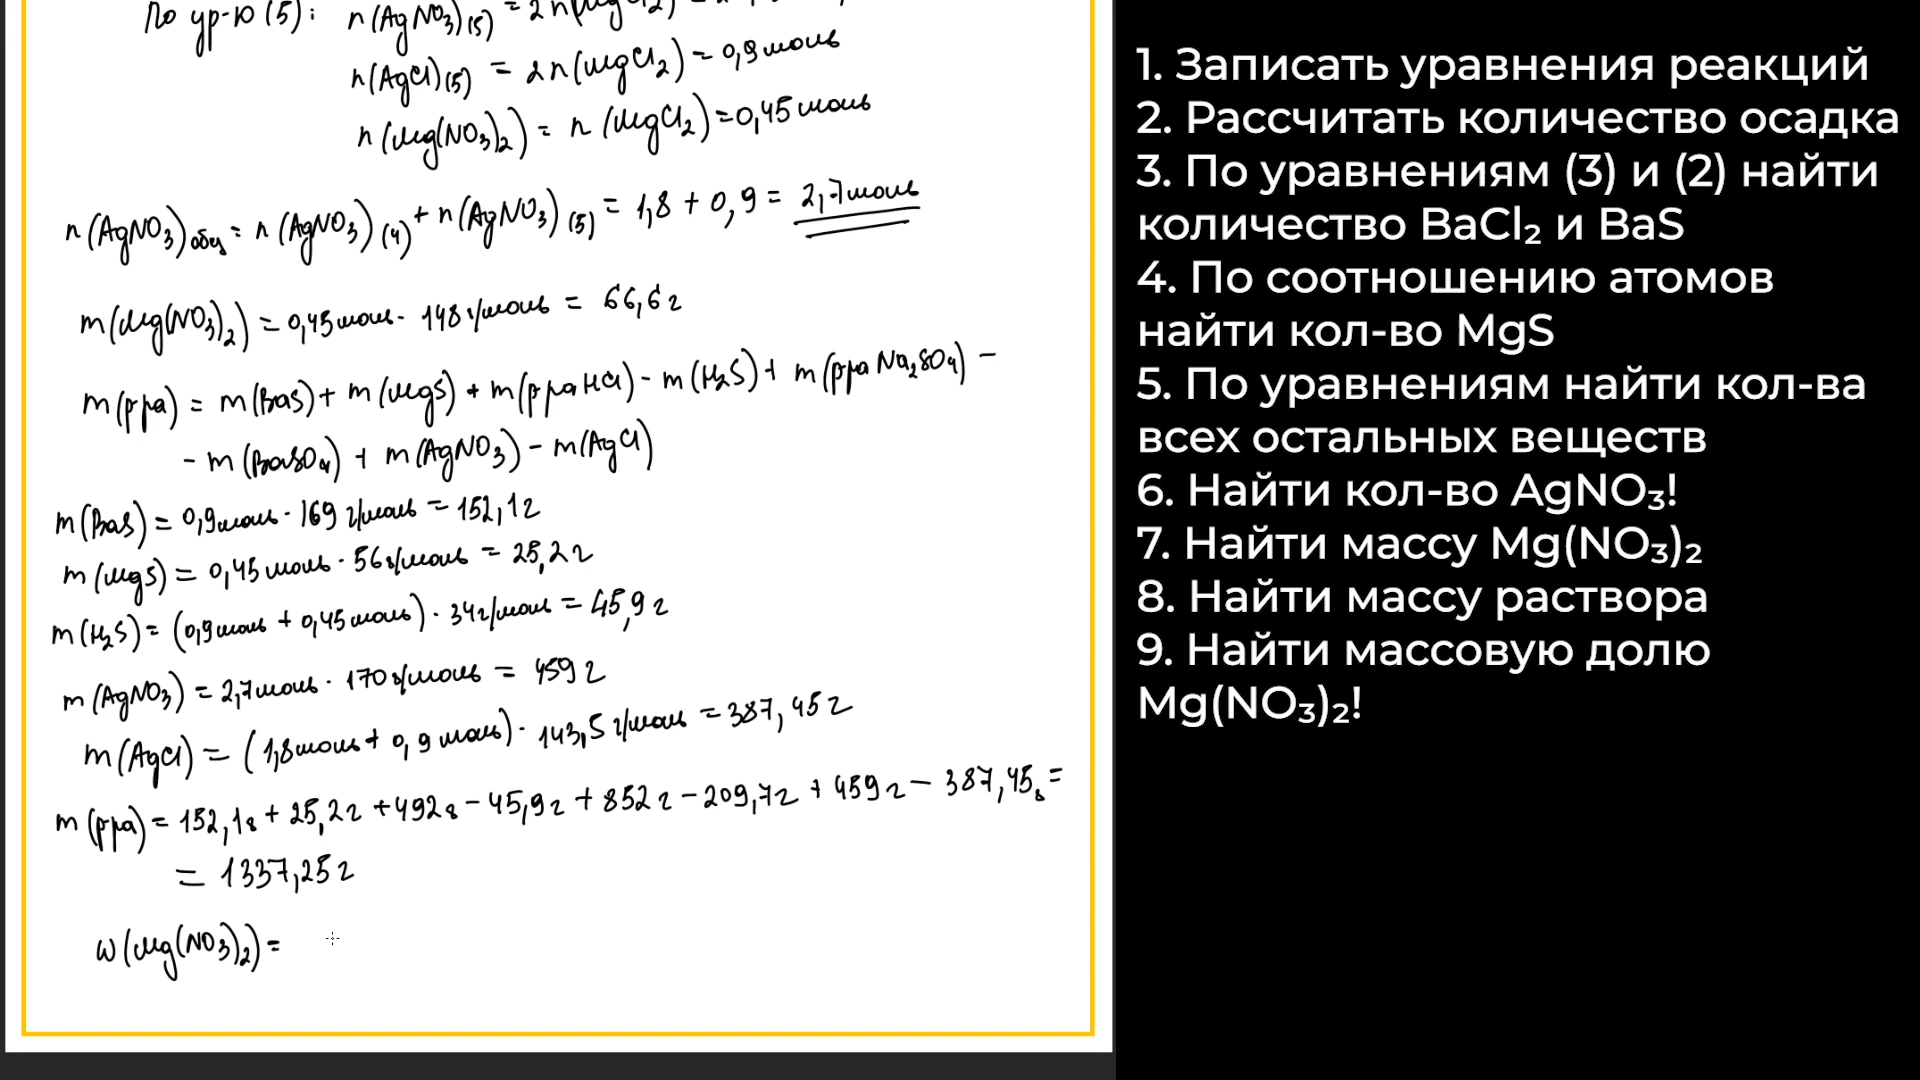 По ур-ю (5): n(AgNO₃)(5) = 2n(MgCl₂)
n(AgCl)(5) = 2n(MgCl₂) = 0,9 моль
n(Mg(NO₃)₂) = n(MgCl₂) = 0,45 моль
n(AgNO₃)общ = n(AgNO₃)(4) + n(AgNO₃)(5) = 1,8 + 0,9 = 2,7 моль
m(Mg(NO₃)₂) = 0,45 моль · 148 г/моль = 66,6 г
m(р-ра) = m(BaS) + m(MgS) + m(р-ра HCl) - m(H₂S) + m(р-ра Na₂SO₄) -
- m(BaSO₄) + m(AgNO₃) - m(AgCl)
m(BaS) = 0,9 моль · 169 г/моль = 152,1 г
m(MgS) = 0,45 моль · 56 г/моль = 25,2 г
m(H₂S) = (0,9 моль + 0,45 моль) · 34 г/моль = 45,9 г
m(AgNO₃) = 2,7 моль · 170 г/моль = 459 г
m(AgCl) = (1,8 моль + 0,9 моль) · 143,5 г/моль = 387,45 г
m(р-ра) = 152,1 г + 25,2 г + 492 г - 45,9 г + 852 г - 209,7 г + 459 г - 387,45 г =
= 1337,25 г
w(Mg(NO₃)₂) =
1. Записать уравнения реакций
2. Рассчитать количество осадка
3. По уравнениям (3) и (2) найти
количество BaCl₂ и BaS
4. По соотношению атомов
найти кол-во MgS
5. По уравнениям найти кол-ва
всех остальных веществ
6. Найти кол-во AgNO₃!
7. Найти массу Mg(NO₃)₂
8. Найти массу раствора
9. Найти массовую долю
Mg(NO₃)₂!